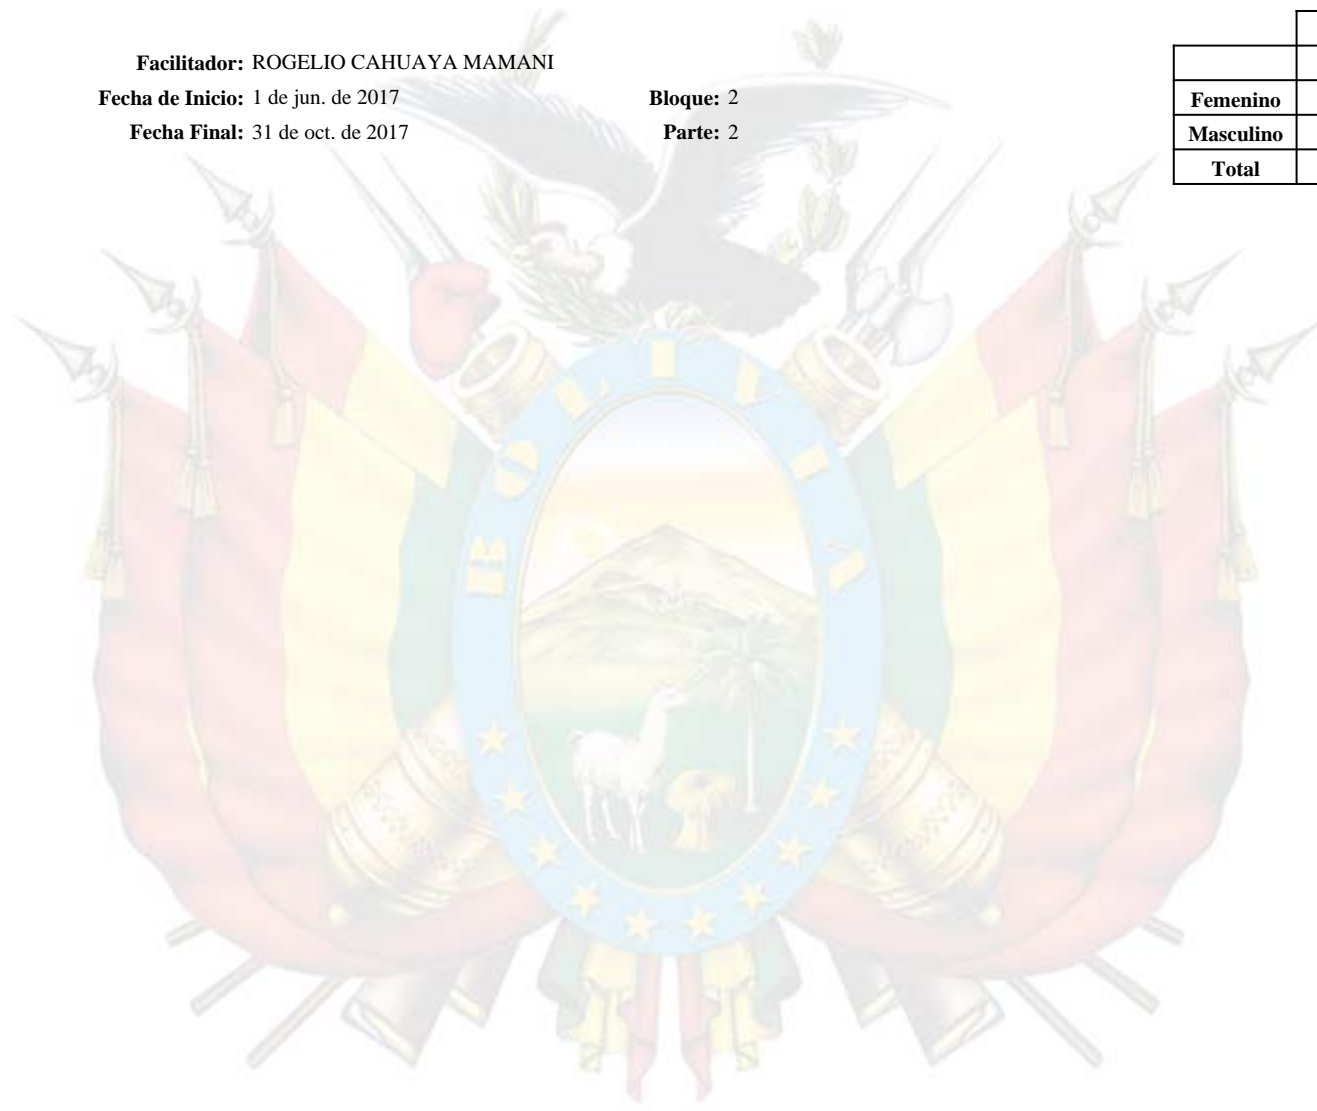 Facilitador: ROGELIO CAHUAYA MAMANI
Fecha de Inicio: 1 de jun. de 2017 Bloque: 2
Fecha Final: 31 de oct. de 2017 Parte: 2
Femenino
Masculino
Total
BOLIVIA